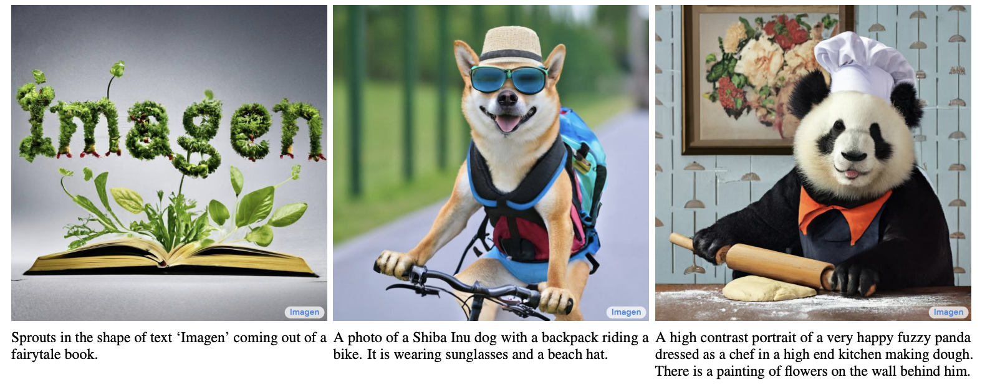 Imagen
Imagen
Sprouts in the shape of text ‘Imagen’ coming out of a
fairytale book.
Imagen
A photo of a Shiba Inu dog with a backpack riding a
bike. It is wearing sunglasses and a beach hat.
Imagen
A high contrast portrait of a very happy fuzzy panda
dressed as a chef in a high end kitchen making dough.
There is a painting of flowers on the wall behind him.